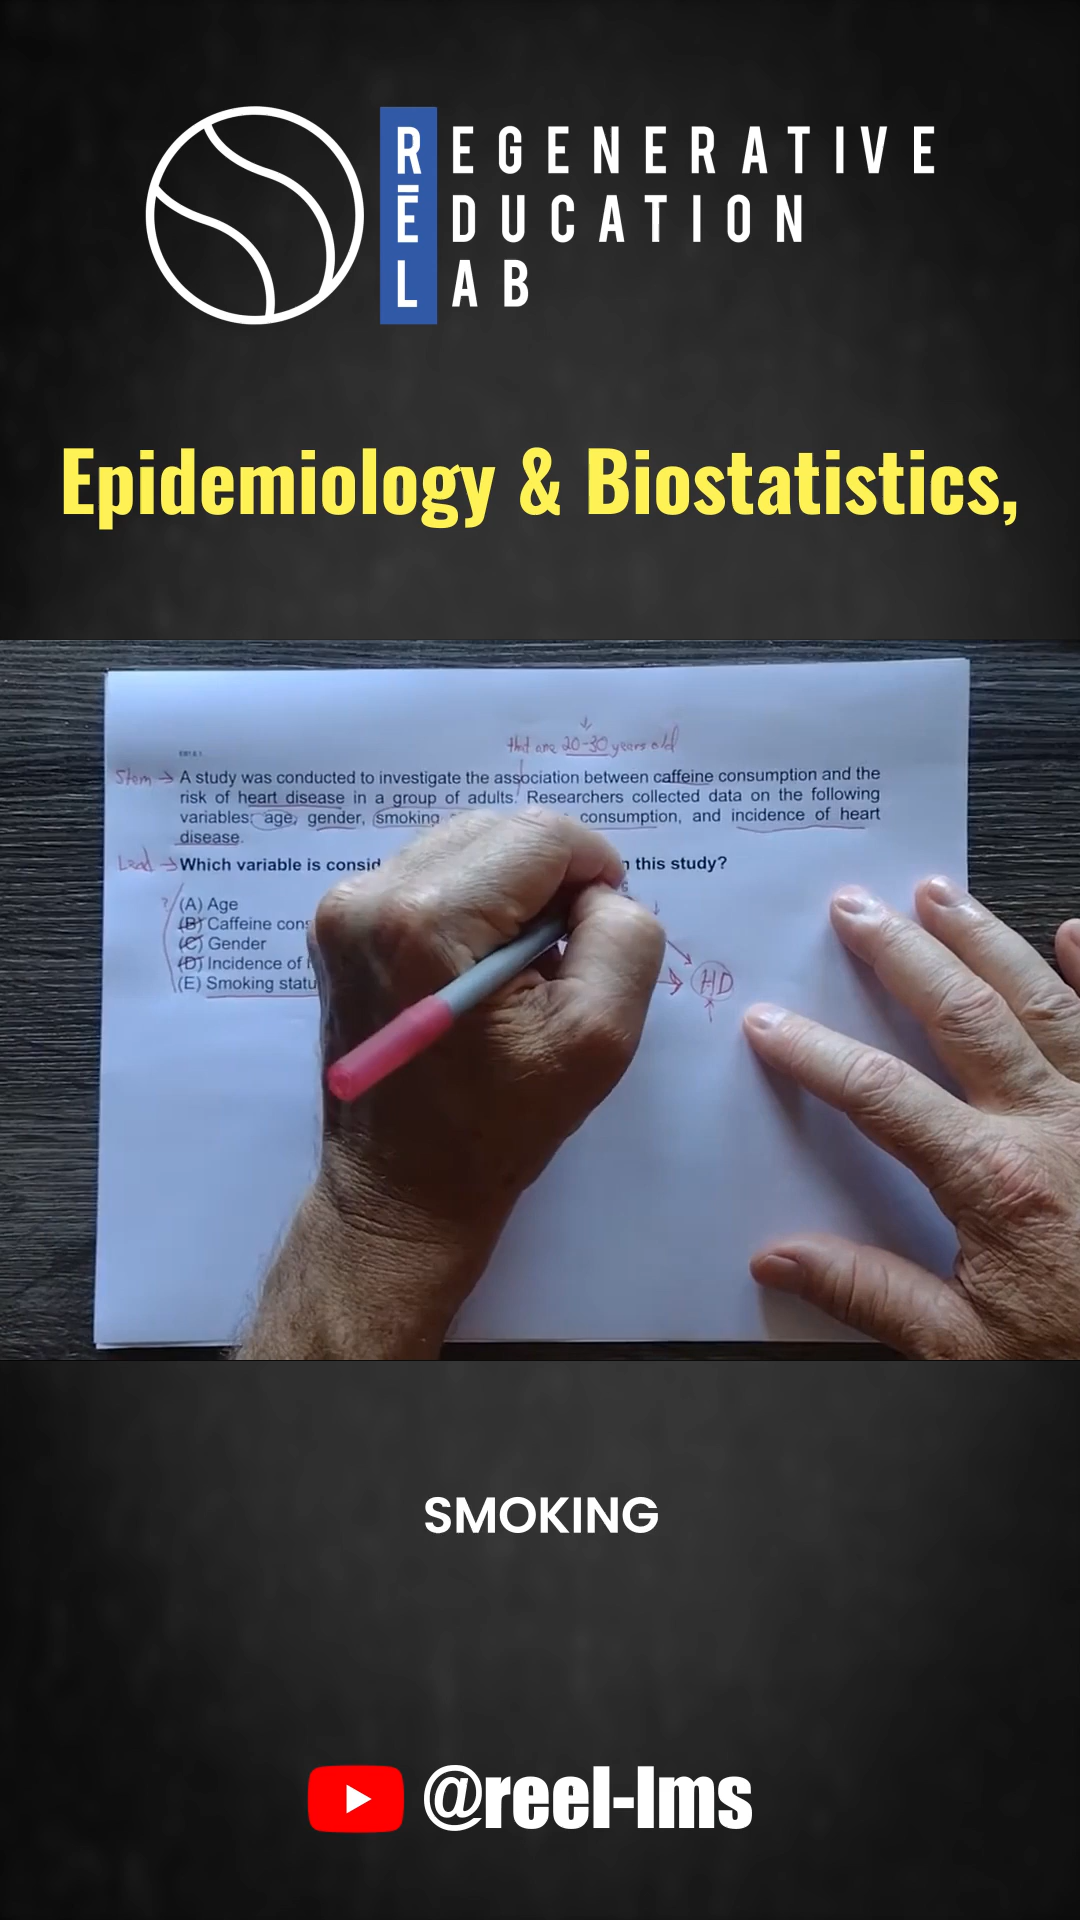 REGENERATIVE
EDUCATION
LAB
Epidemiology & Biostatistics,
that are 20-30 years old
Stem → A study was conducted to investigate the association between caffeine consumption and the
risk of heart disease in a group of adults. Researchers collected data on the following
variables: age, gender, smoking consumption, and incidence of heart
disease.
Lead → Which variable is this study?
? (A) Age
(B) Caffeine
(C) Gender
(D) Incidence of
(E) Smoking
HD
SMOKING
@reel-lms